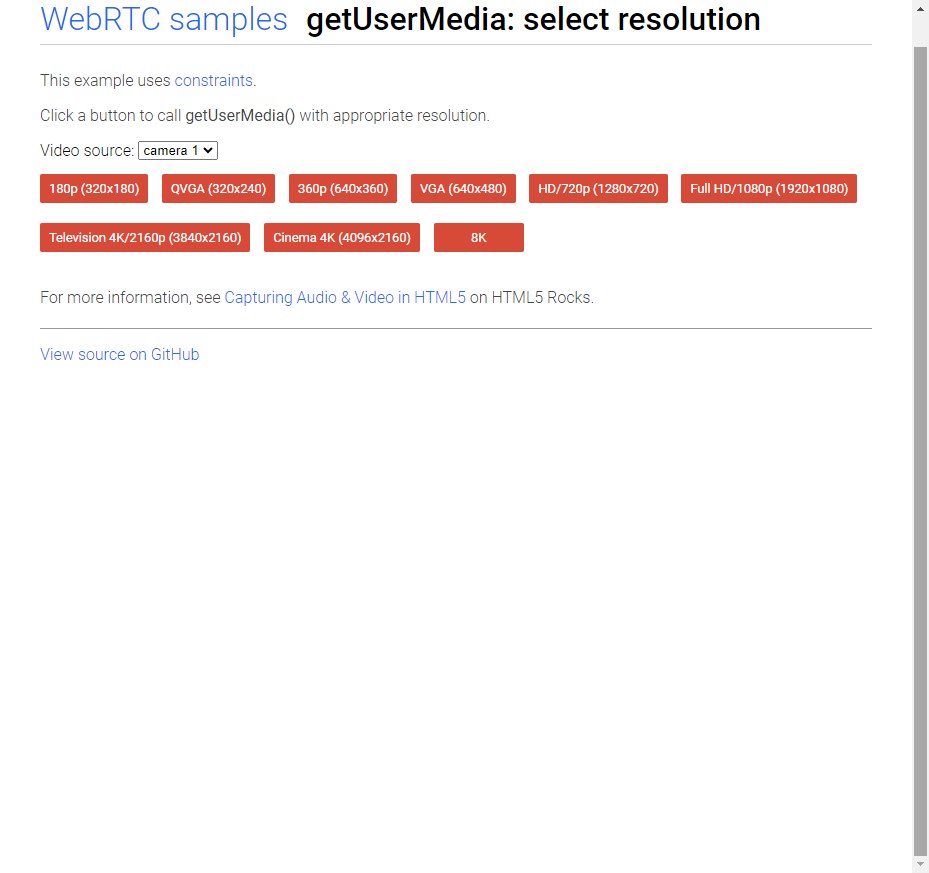 WebRTC samples getUserMedia: select resolution
This example uses constraints.
Click a button to call getUserMedia() with appropriate resolution.
Video source: camera 1
180p (320x180) QVGA (320x240) 360p (640x360) VGA (640x480) HD/720p (1280x720) Full HD/1080p (1920x1080)
Television 4K/2160p (3840x2160) Cinema 4K (4096x2160) 8K
For more information, see Capturing Audio & Video in HTML5 on HTML5 Rocks.
View source on GitHub